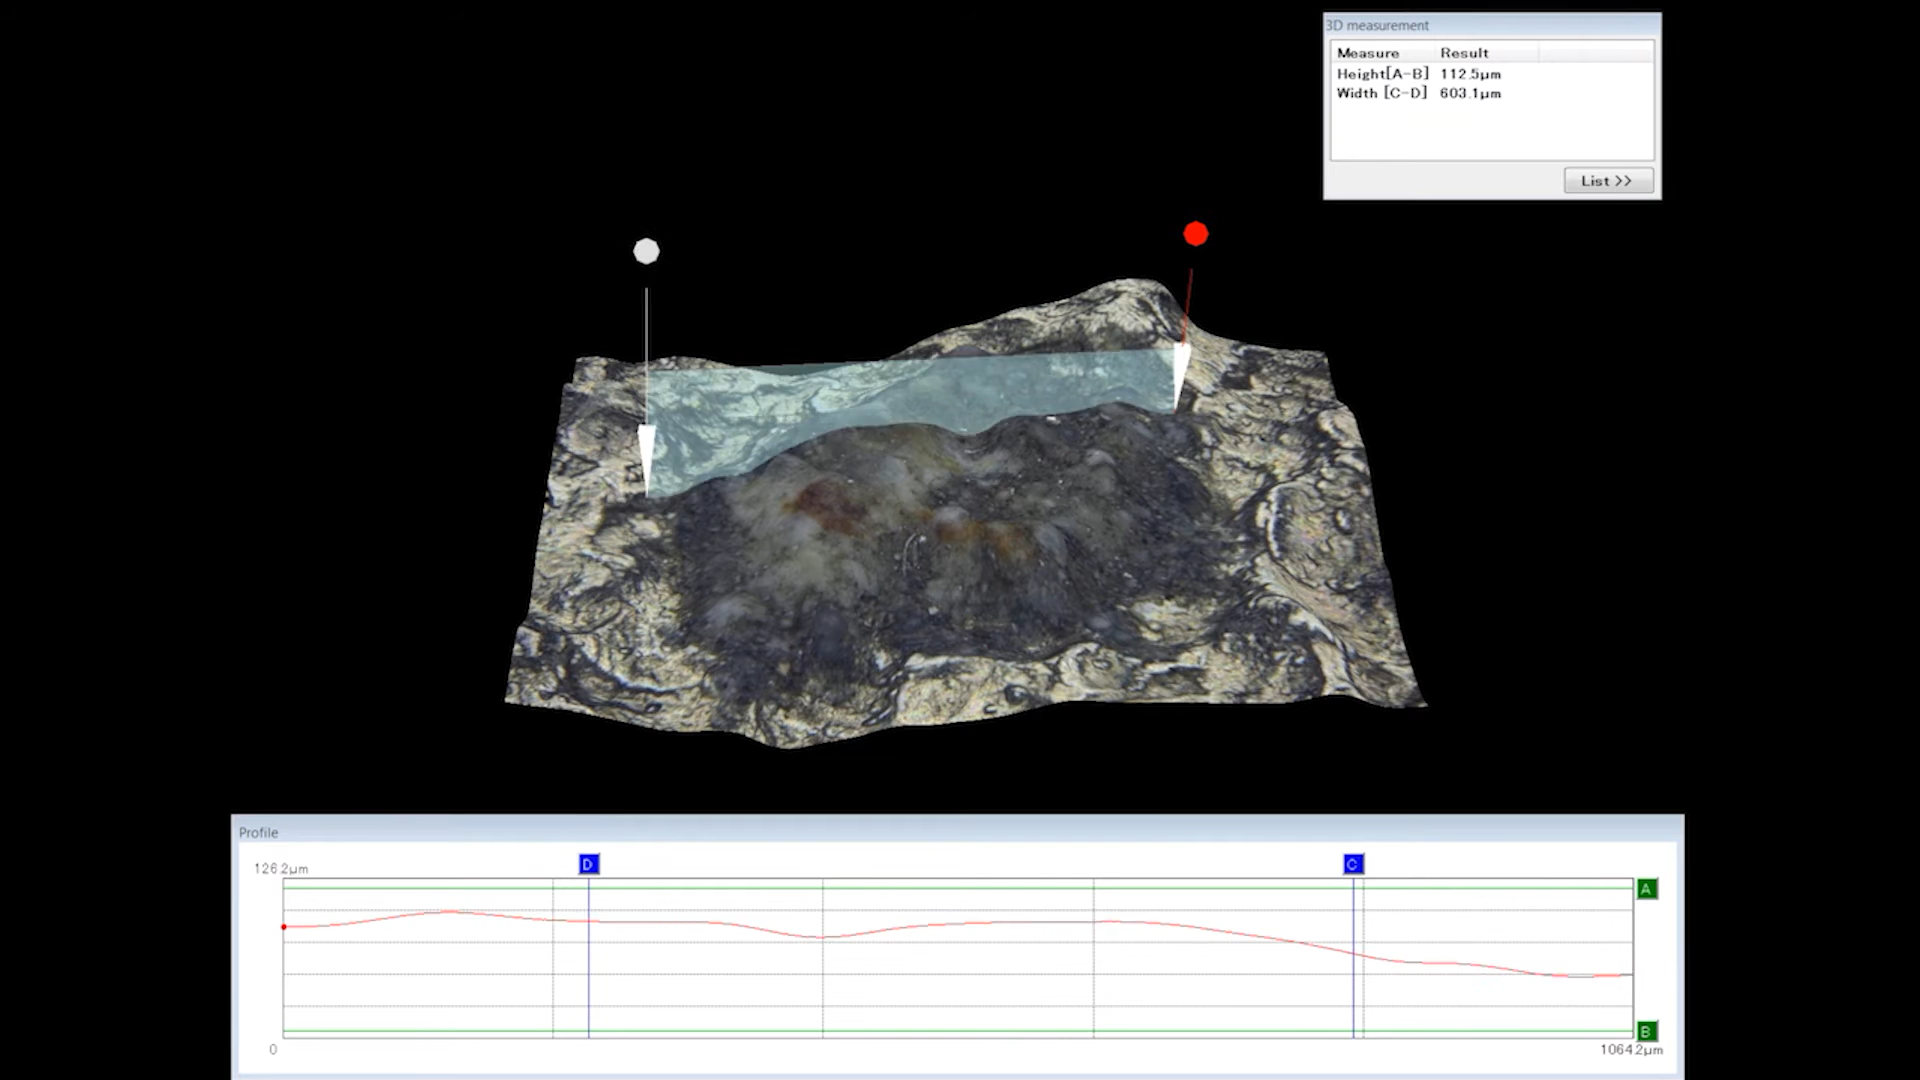 3D measurement
Measure Result
Height[A-B] 112.5μm
Width [C-D] 603.1μm
List >>
Profile
126.2μm
D
C
A
B
0
1064.2μm